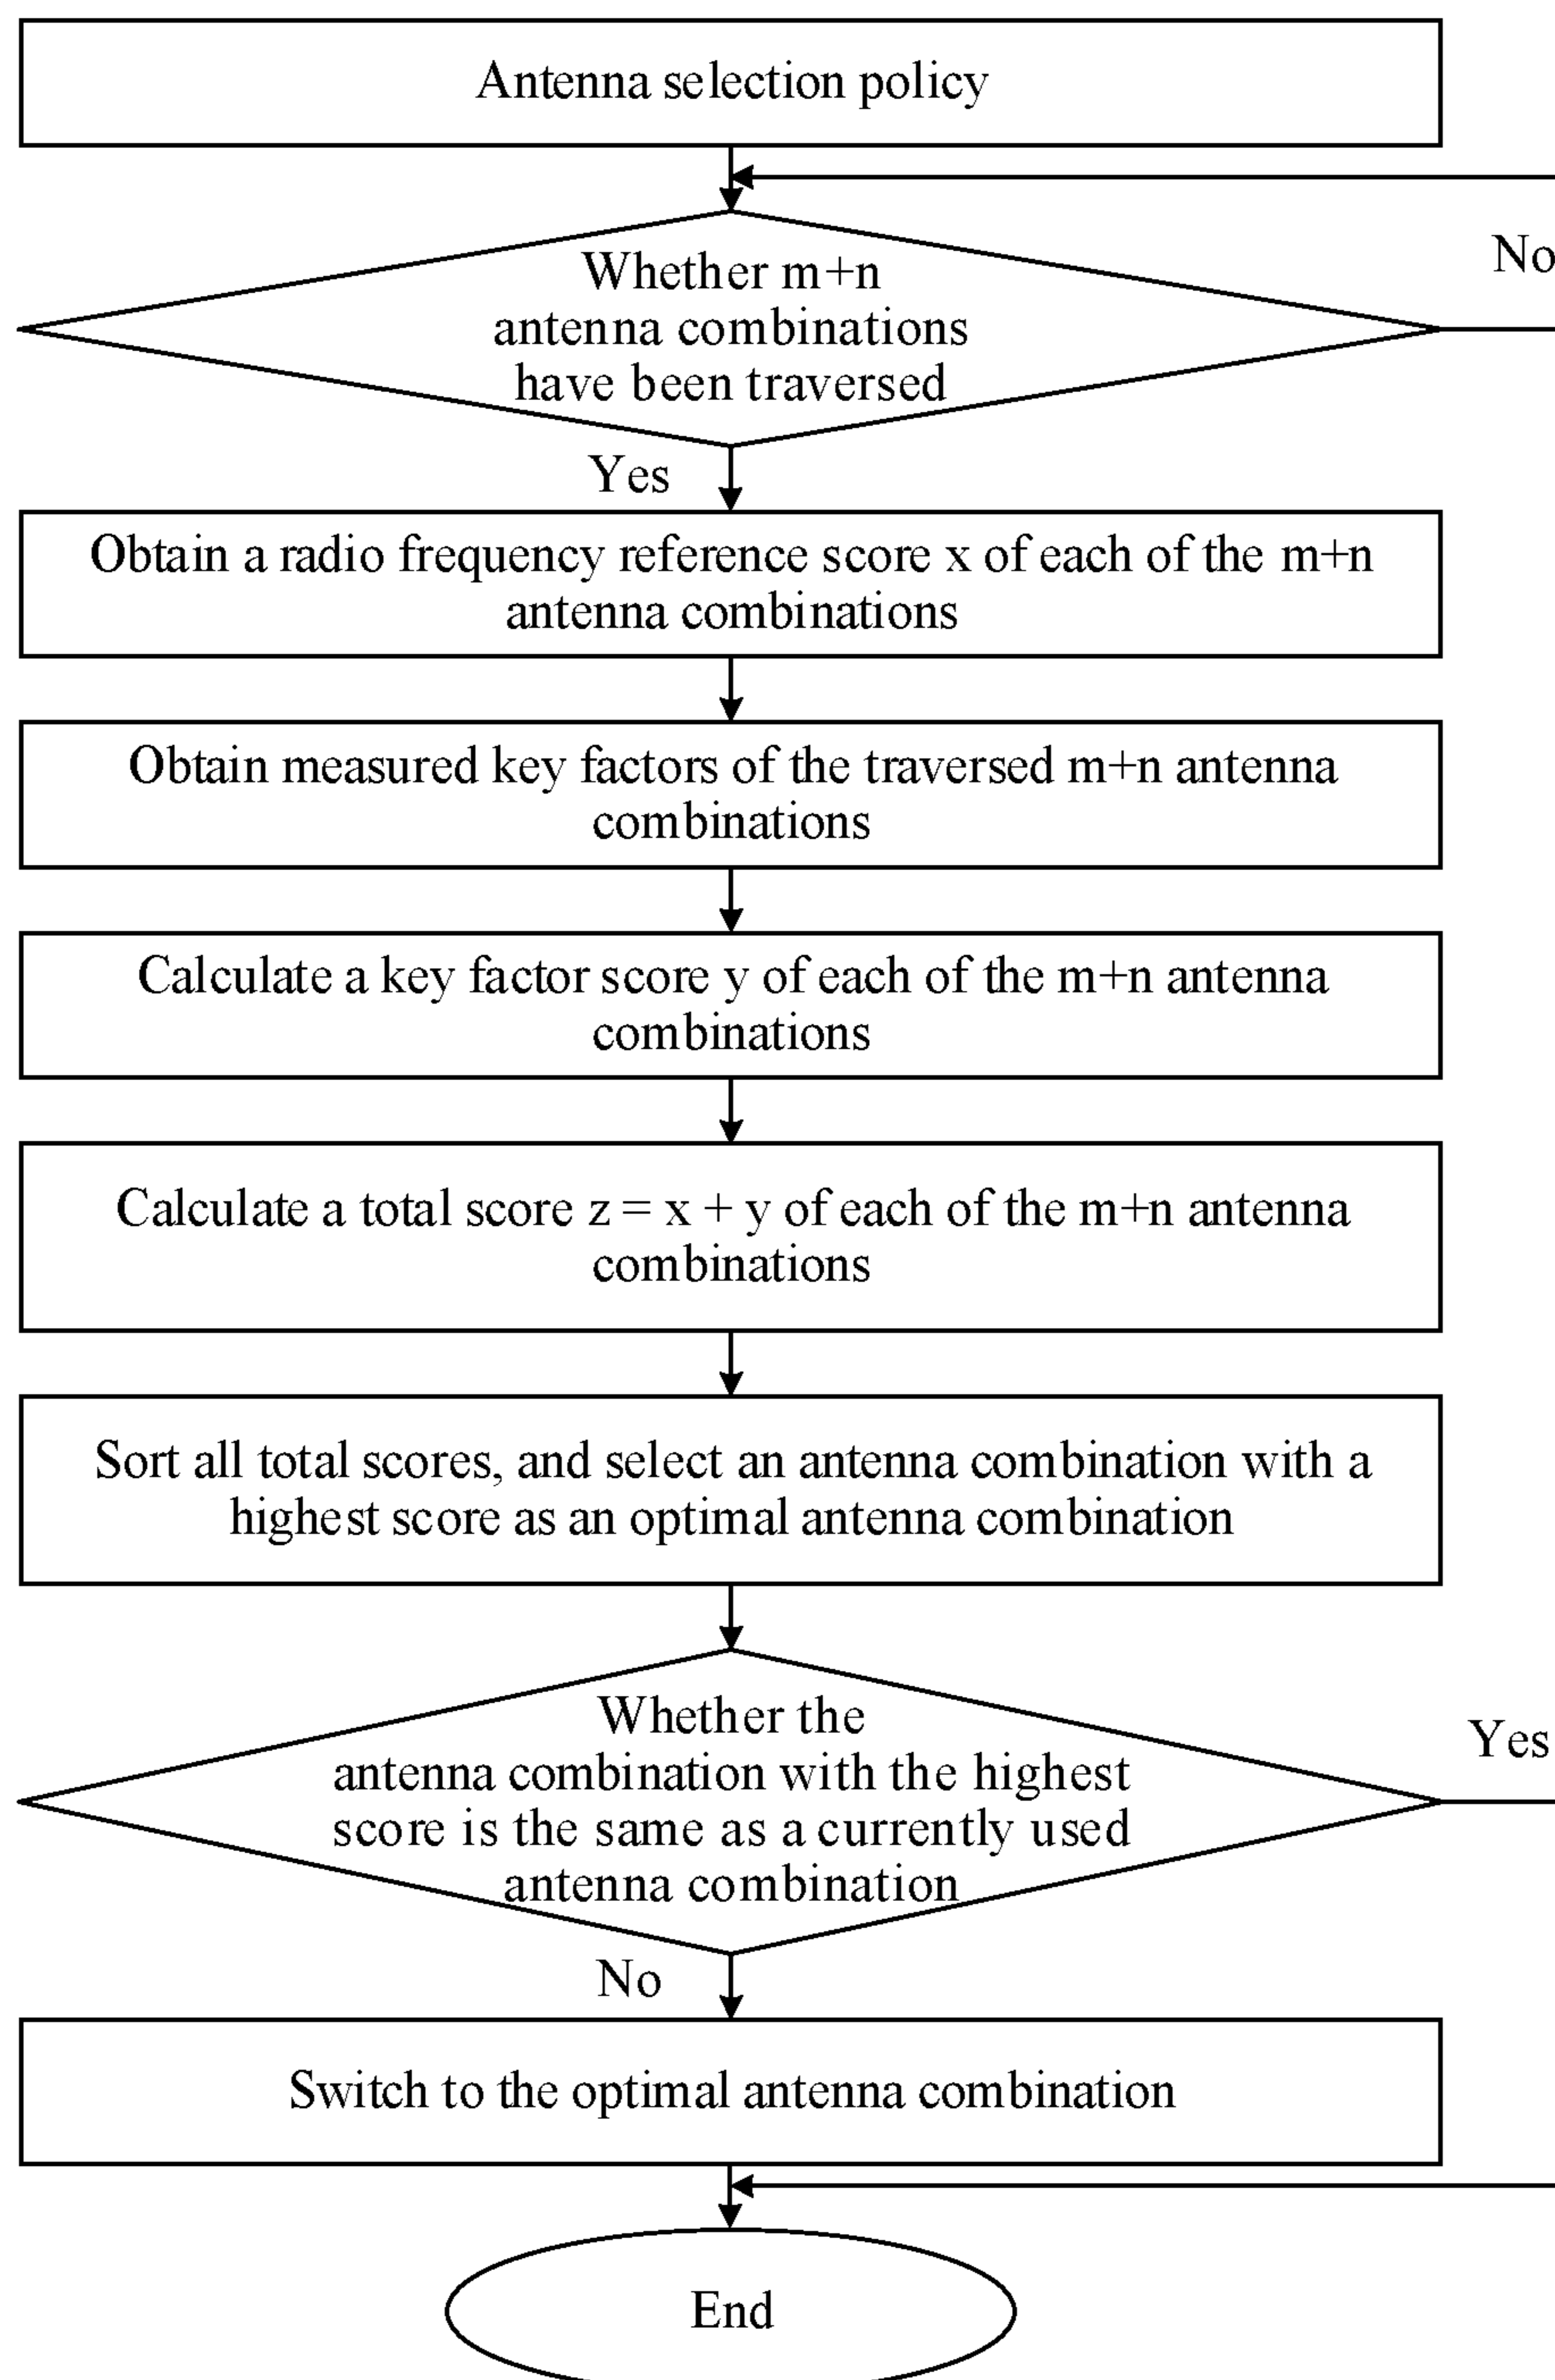 Antenna selection policy
Whether m+n
antenna combinations
have been traversed
No
Yes
Obtain a radio frequency reference score x of each of the m+n
antenna combinations
Obtain measured key factors of the traversed m+n antenna
combinations
Calculate a key factor score y of each of the m+n antenna
combinations
Calculate a total score z = x + y of each of the m+n antenna
combinations
Sort all total scores, and select an antenna combination with a
highest score as an optimal antenna combination
Whether the
antenna combination with the highest
score is the same as a currently used
antenna combination
Yes
No
Switch to the optimal antenna combination
End